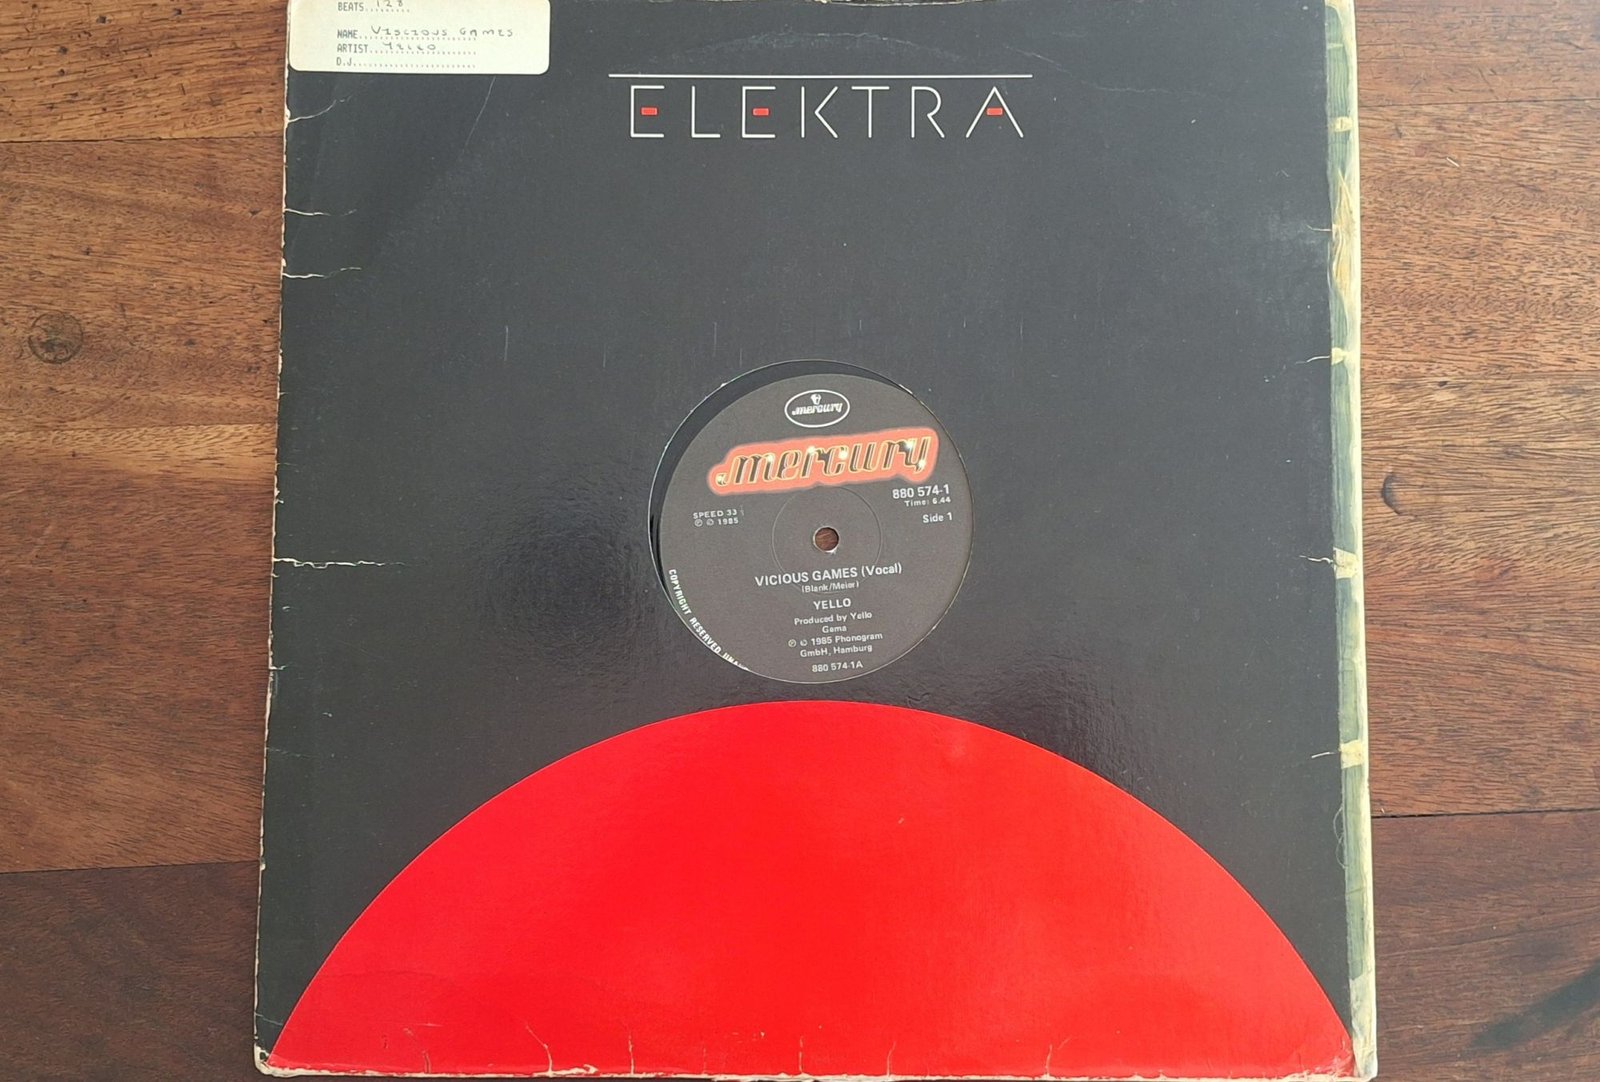 BEATS..128......
NAME..VISCIOUS GAMES
ARTIST...YELLO........
D.J......................
ELEKTRA
mercury
mercury
880 574-1
Time: 6.44
SPEED 33
Ⓟ © 1985
Side 1
VICIOUS GAMES (Vocal)
(Blank/Meier)
YELLO
Produced by Yello
Gema
Ⓟ © 1985 Phonogram
GmbH, Hamburg
880 574-1A
COPYRIGHT RESERVED